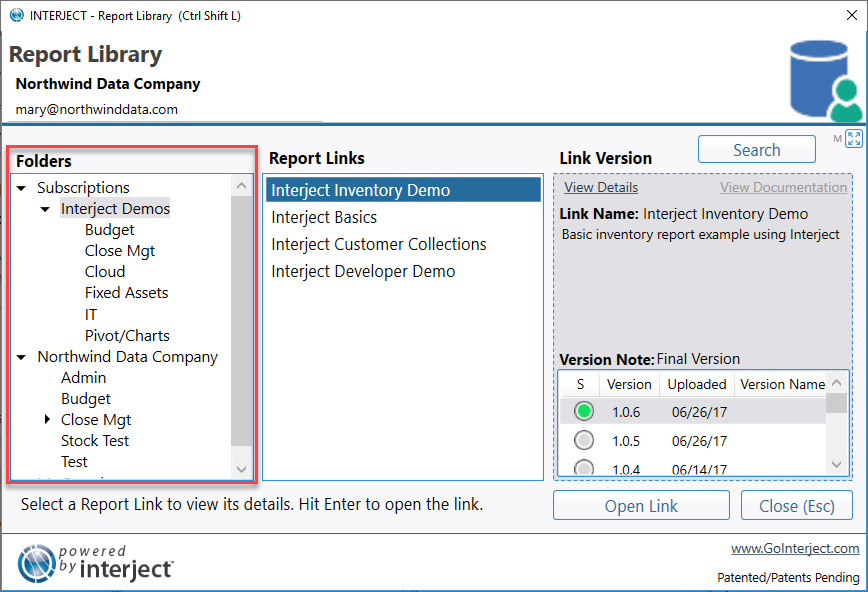 INTERJECT - Report Library (Ctrl Shift L)
Report Library
Northwind Data Company
mary@northwinddata.com
M
Folders
Subscriptions
Interject Demos
Budget
Close Mgt
Cloud
Fixed Assets
IT
Pivot/Charts
Northwind Data Company
Admin
Budget
Close Mgt
Stock Test
Test
Report Links
Interject Inventory Demo
Interject Basics
Interject Customer Collections
Interject Developer Demo
Link Version
Search
View Details View Documentation
Link Name: Interject Inventory Demo
Basic inventory report example using Interject
Version Note: Final Version
S Version Uploaded Version Name
1.0.6 06/26/17
1.0.5 06/26/17
1.0.4 06/14/17
Select a Report Link to view its details. Hit Enter to open the link.
Open Link Close (Esc)
powered
by interject
www.GoInterject.com
Patented/Patents Pending